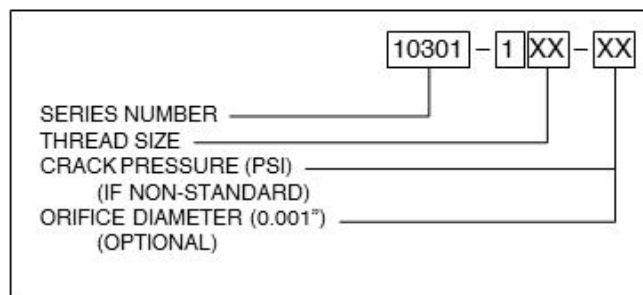 10301 – 1 XX – XX
SERIES NUMBER
THREAD SIZE
CRACK PRESSURE (PSI)
(IF NON-STANDARD)
ORIFICE DIAMETER (0.001")
(OPTIONAL)